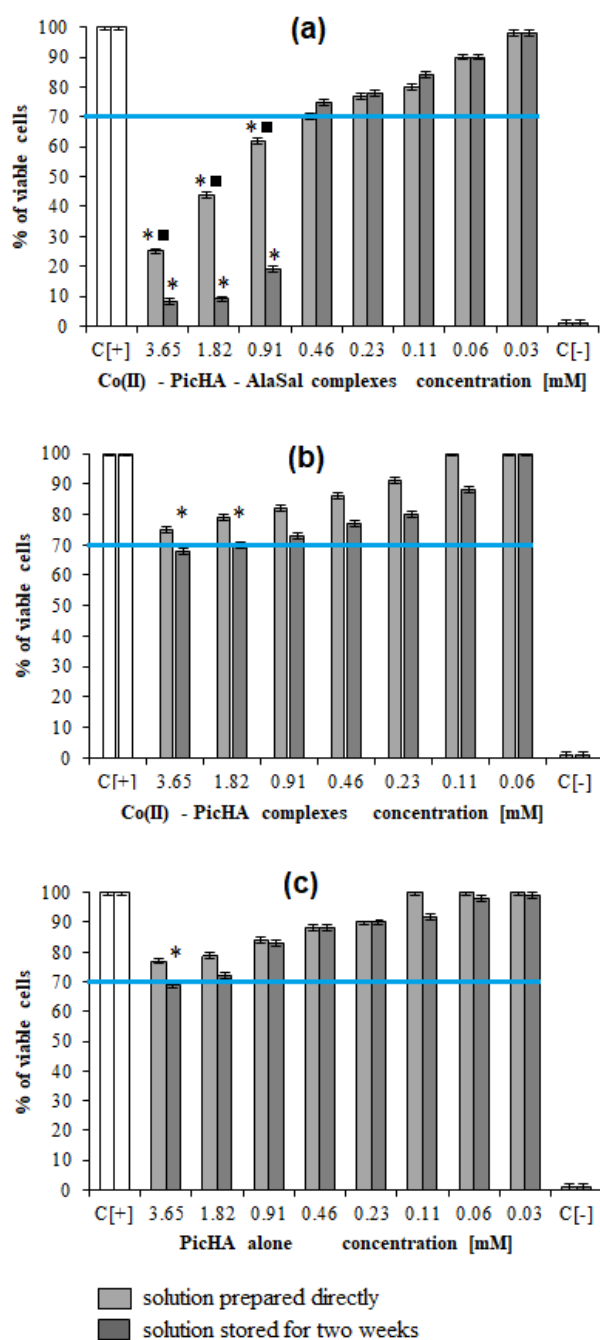 (a)
% of viable cells
100
90
80
70
60
50
40
30
20
10
0
* ■ * * ■ * * ■ *
C[+] 3.65 1.82 0.91 0.46 0.23 0.11 0.06 0.03 C[-]
Co(II) - PicHA - AlaSal complexes concentration [mM]
(b)
% of viable cells
100
90
80
70
60
50
40
30
20
10
0
* *
C[+] 3.65 1.82 0.91 0.46 0.23 0.11 0.06 C[-]
Co(II) - PicHA complexes concentration [mM]
(c)
% of viable cells
100
90
80
70
60
50
40
30
20
10
0
*
C[+] 3.65 1.82 0.91 0.46 0.23 0.11 0.06 0.03 C[-]
PicHA alone concentration [mM]
solution prepared directly
solution stored for two weeks